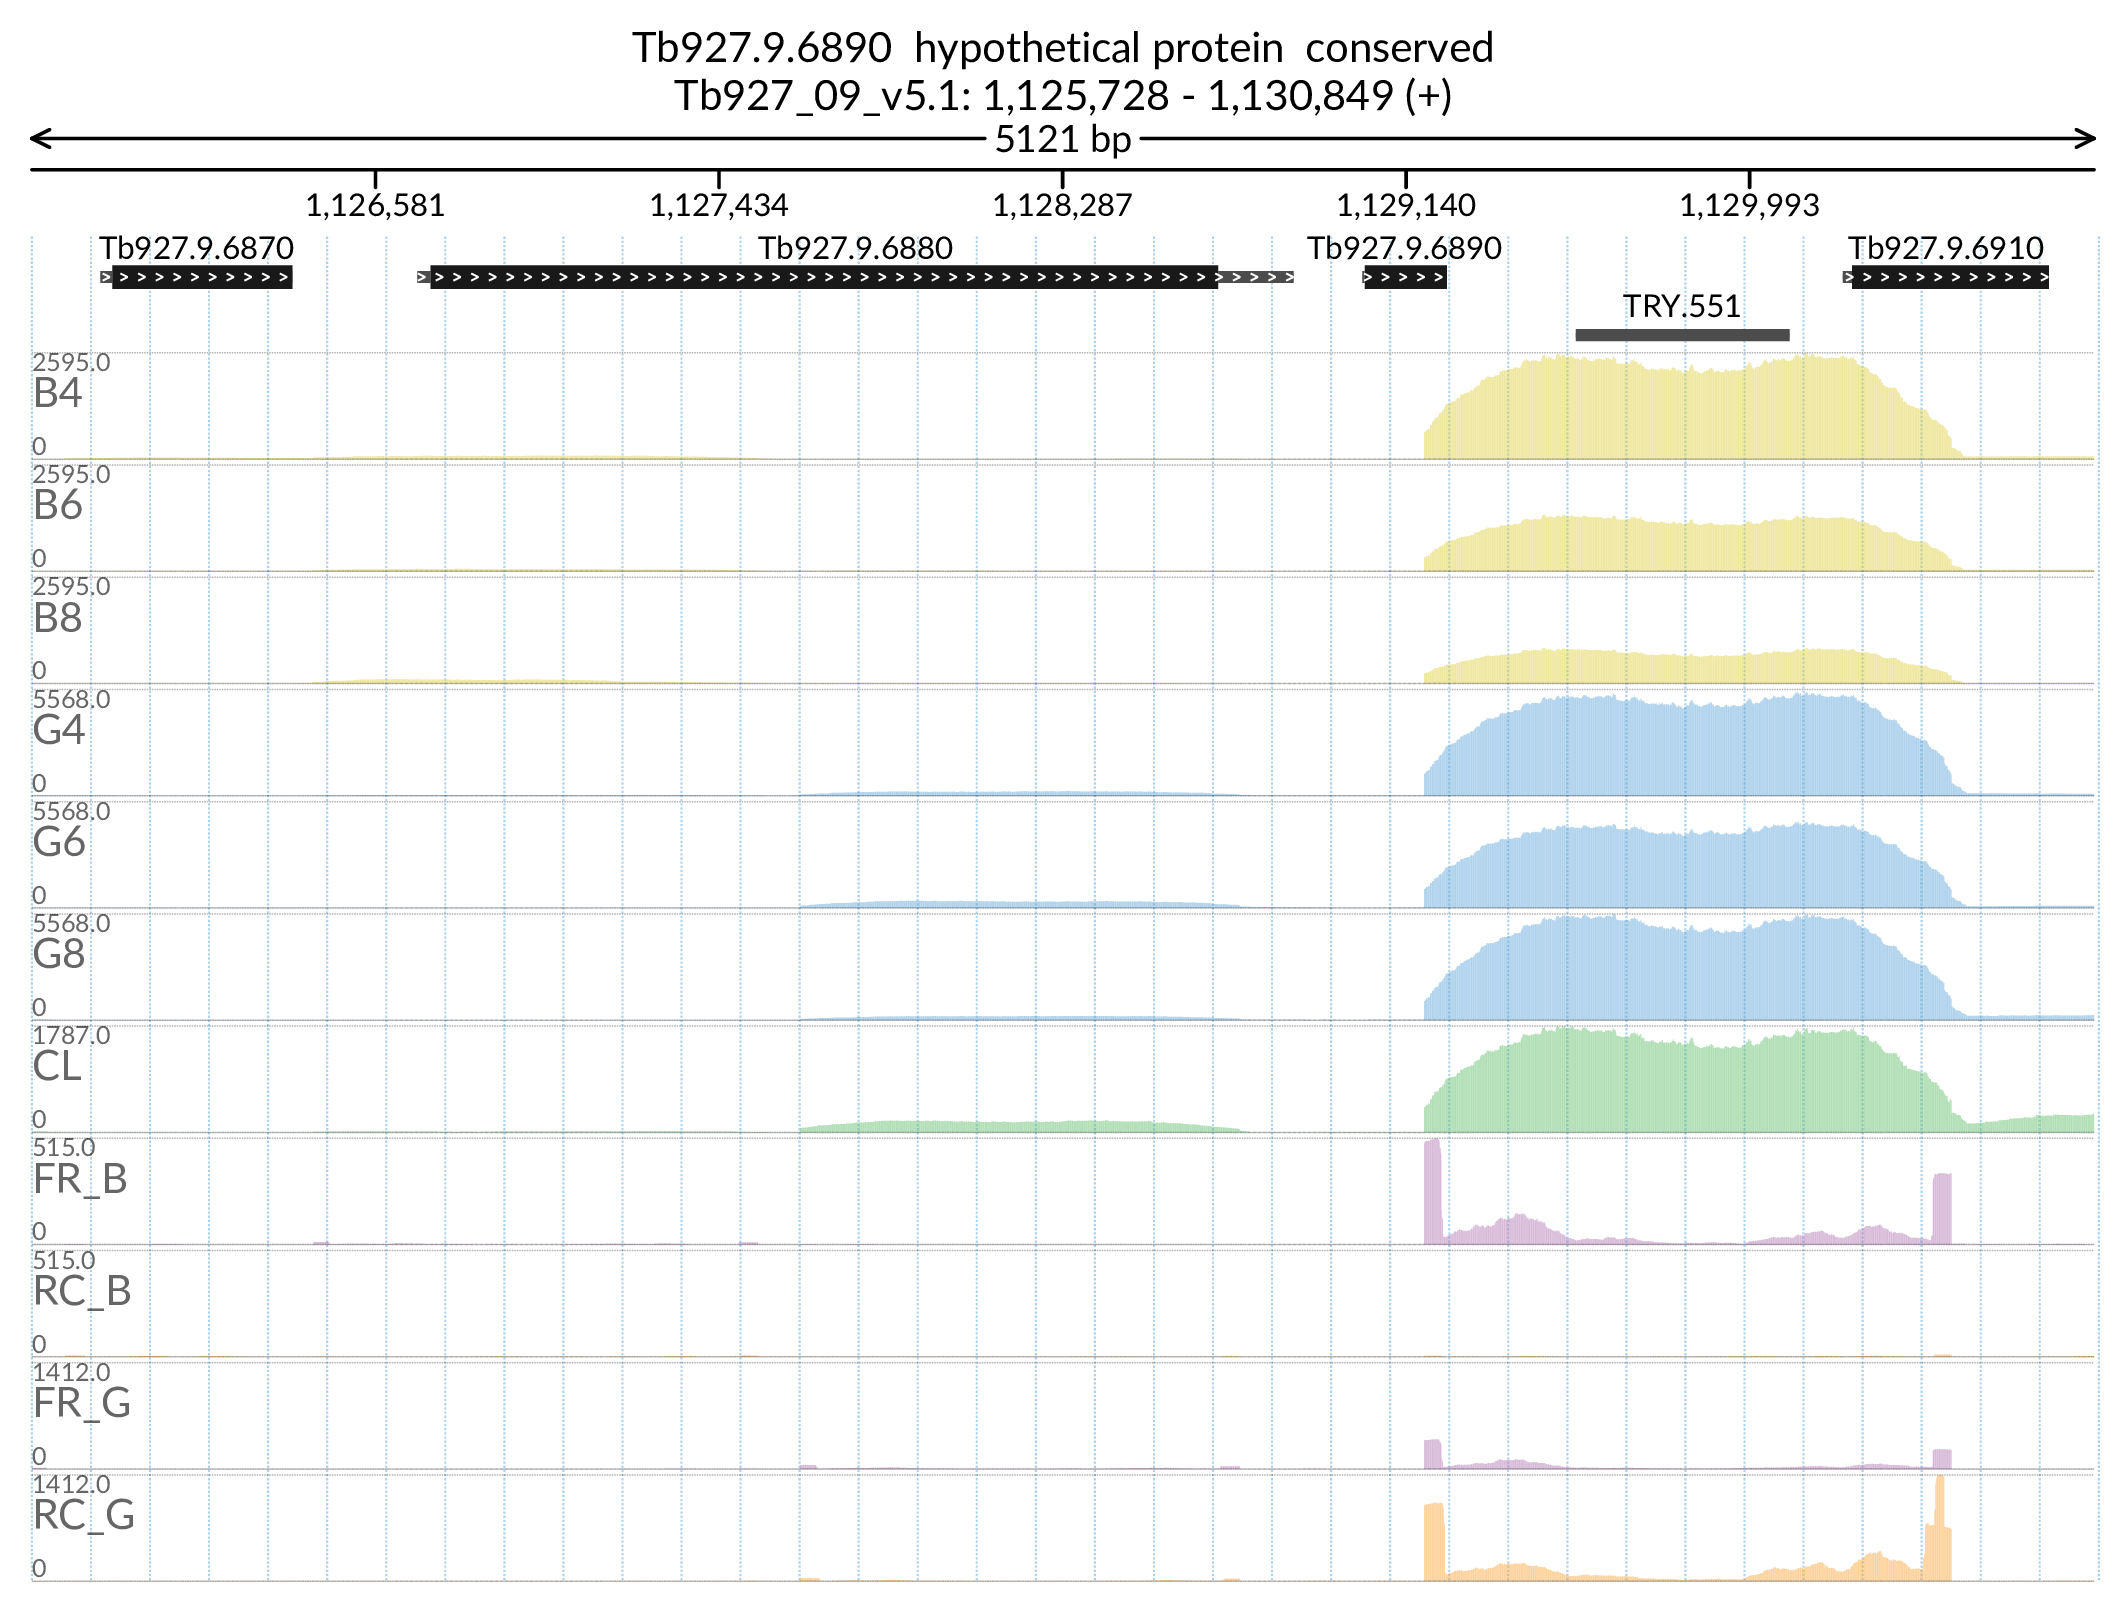 Tb927.9.6890 hypothetical protein conserved
Tb927_09_v5.1: 1,125,728 - 1,130,849 (+)
5121 bp
1,126,581 1,127,434 1,128,287 1,129,140 1,129,993
Tb927.9.6870 Tb927.9.6880 Tb927.9.6890 Tb927.9.6910
TRY.551
2595.0
B4
0
2595.0
B6
0
2595.0
B8
0
5568.0
G4
0
5568.0
G6
0
5568.0
G8
0
1787.0
CL
0
515.0
FR_B
0
515.0
RC_B
0
1412.0
FR_G
0
1412.0
RC_G
0